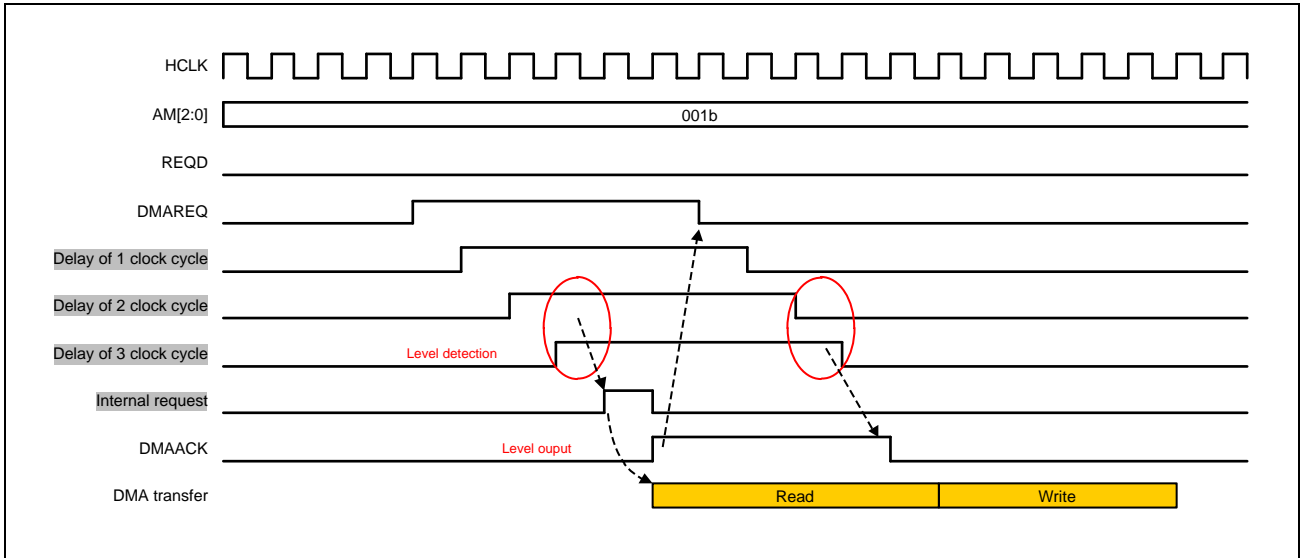 HCLK
AM[2:0]
001b
REQD
DMAREQ
Delay of 1 clock cycle
Delay of 2 clock cycle
Delay of 3 clock cycle
Level detection
Internal request
DMAACK
Level ouput
DMA transfer
Read
Write